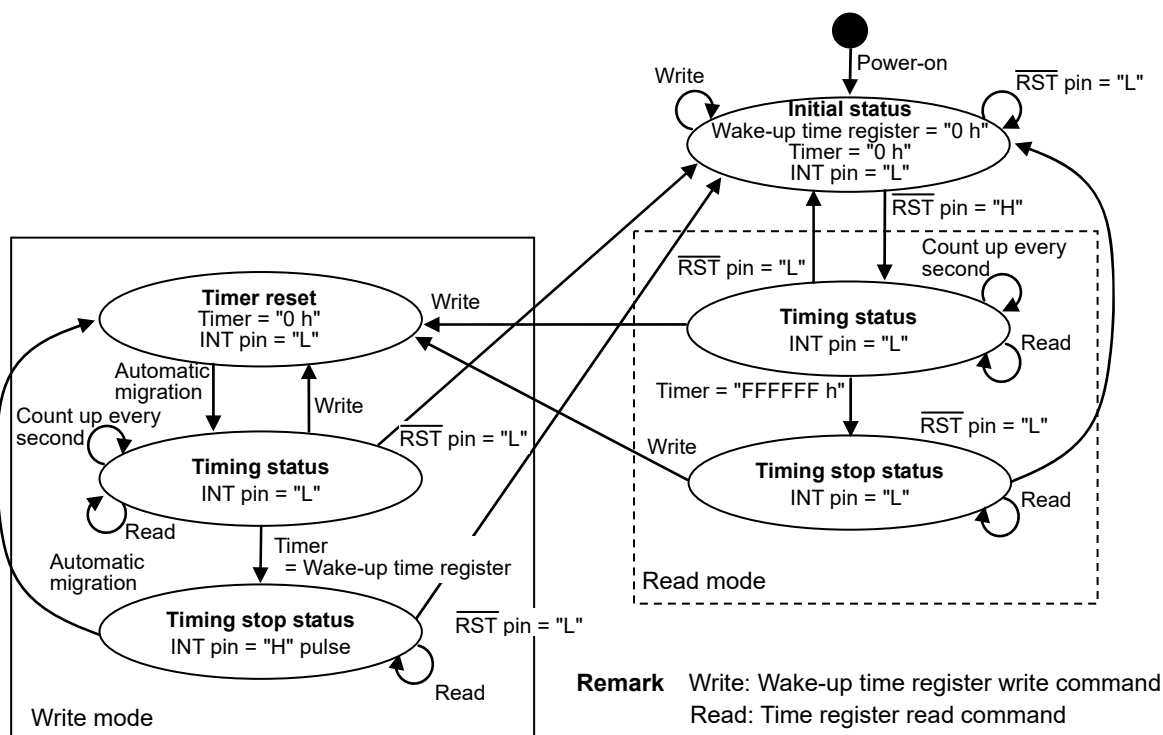 Power-on
Write
RST pin = "L"
Initial status
Wake-up time register = "0 h"
Timer = "0 h"
INT pin = "L"
RST pin = "H"
RST pin = "L"
Count up every
second
Timing status
INT pin = "L"
Read
Write
Timer = "FFFFFF h"
RST pin = "L"
Write
Timing stop status
INT pin = "L"
Read
Read mode
Timer reset
Timer = "0 h"
INT pin = "L"
Automatic
migration
Write
Count up every
second
RST pin = "L"
Timing status
INT pin = "L"
Read
Timer
= Wake-up time register
Automatic
migration
Timing stop status
INT pin = "H" pulse
RST pin = "L"
Read
Write mode
Remark Write: Wake-up time register write command
Read: Time register read command